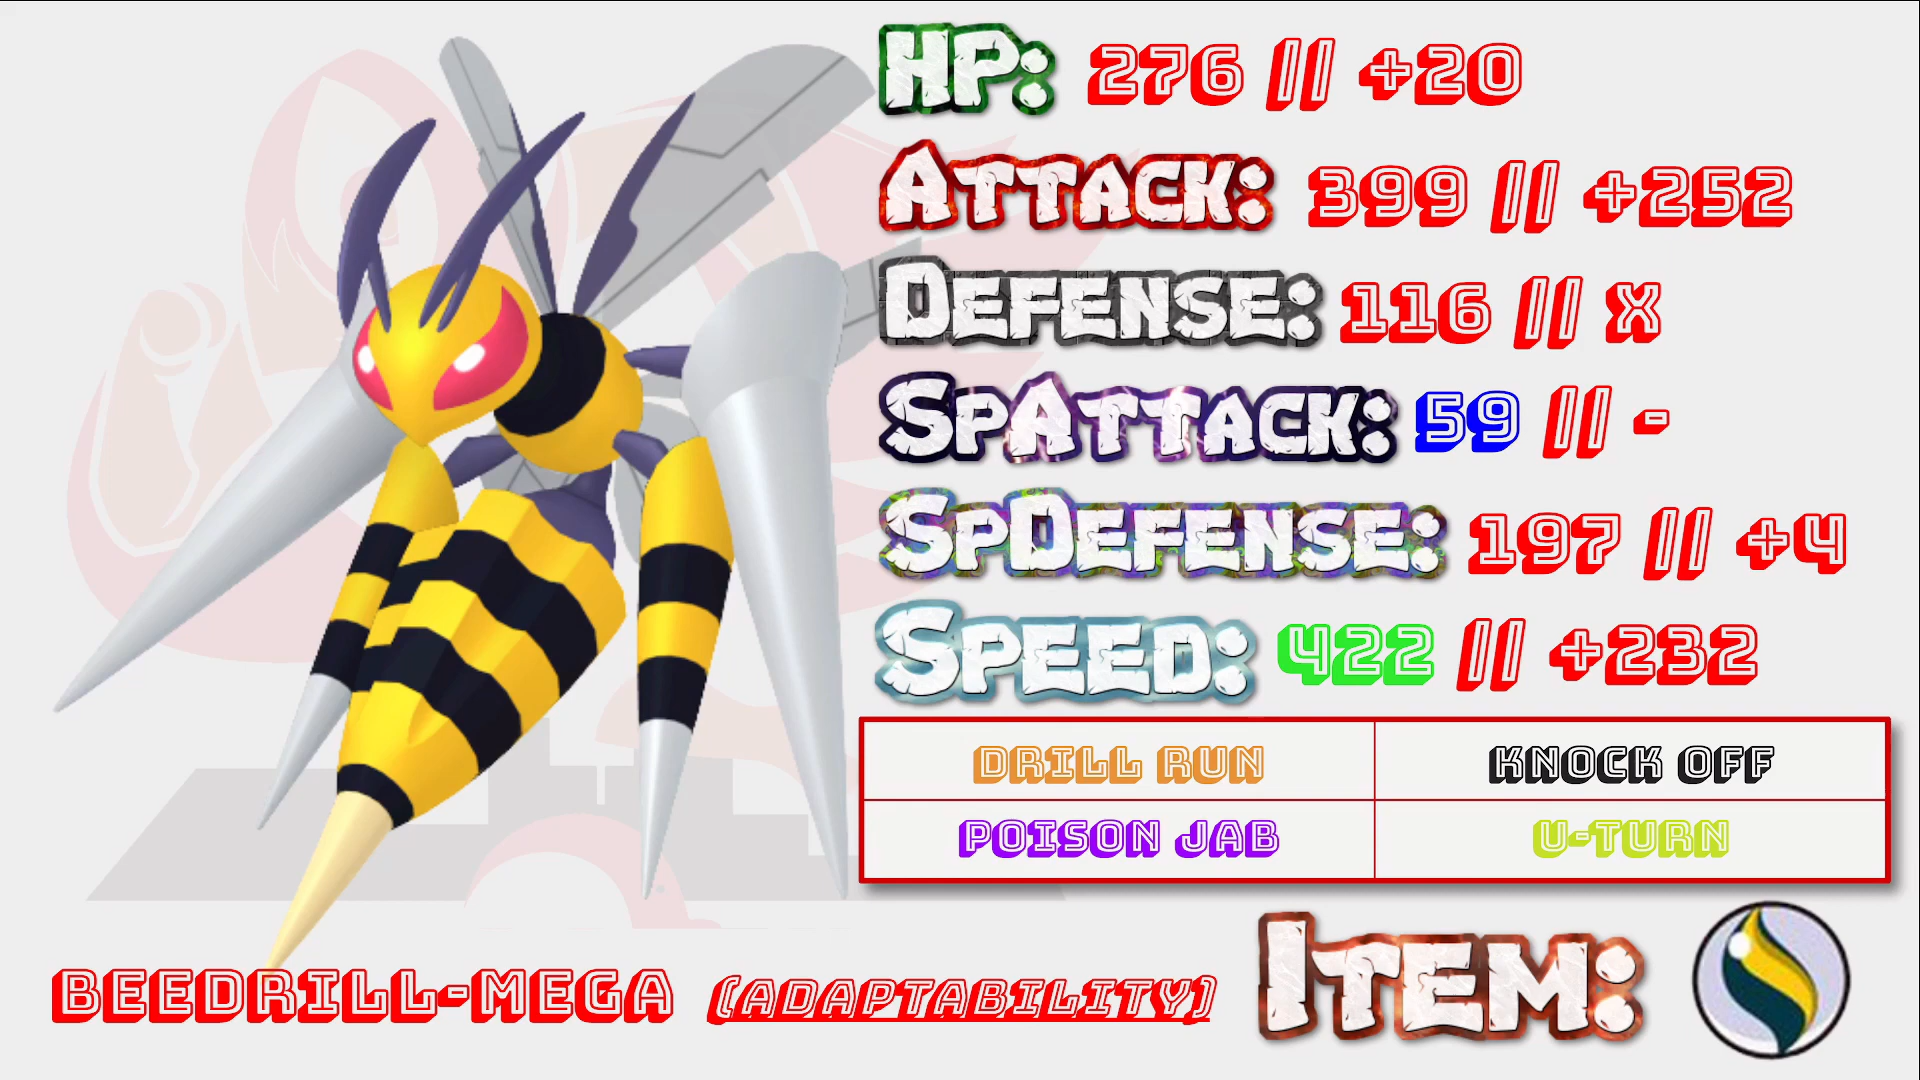 HP: 276 // +20
Attack: 399 // +252
Defense: 116 // X
SpAttack: 59 // -
SpDefense: 197 // +4
Speed: 422 // +232
DRILL RUN KNOCK OFF
POISON JAB U-TURN
BEEDRILL-MEGA (ADAPTABILITY) Item: